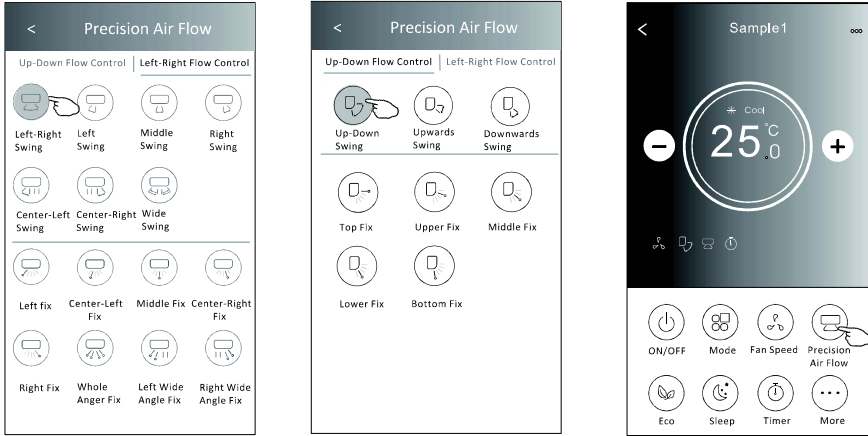 < Precision Air Flow
Up-Down Flow Control | Left-Right Flow Control
Left-Right Left Middle Right
Swing Swing Swing Swing
Center-Left Center-Right Wide
Swing Swing Swing
Left fix Center-Left Middle Fix Center-Right
Fix Fix
Right Fix Whole Left Wide Right Wide
Anger Fix Angle Fix Angle Fix
< Precision Air Flow
Up-Down Flow Control | Left-Right Flow Control
Up-Down Upwards Downwards
Swing Swing Swing
Top Fix Upper Fix Middle Fix
Lower Fix Bottom Fix
< Sample1 ooo
Cool
25.0 °C
ON/OFF Mode Fan Speed Precision
Air Flow
Eco Sleep Timer More